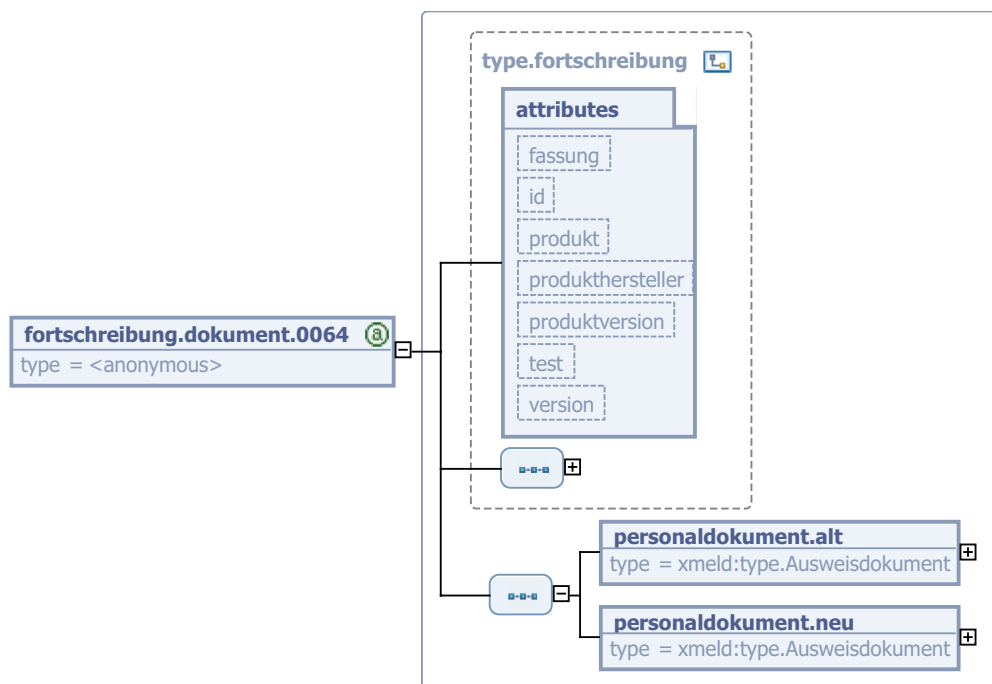 type.fortschreibung
attributes
fassung
id
produkt
produkthersteller
produktversion
test
version
fortschreibung.dokument.0064 @
type = <anonymous>
personaldokument.alt
type = xmeld:type.Ausweisdokument
personaldokument.neu
type = xmeld:type.Ausweisdokument